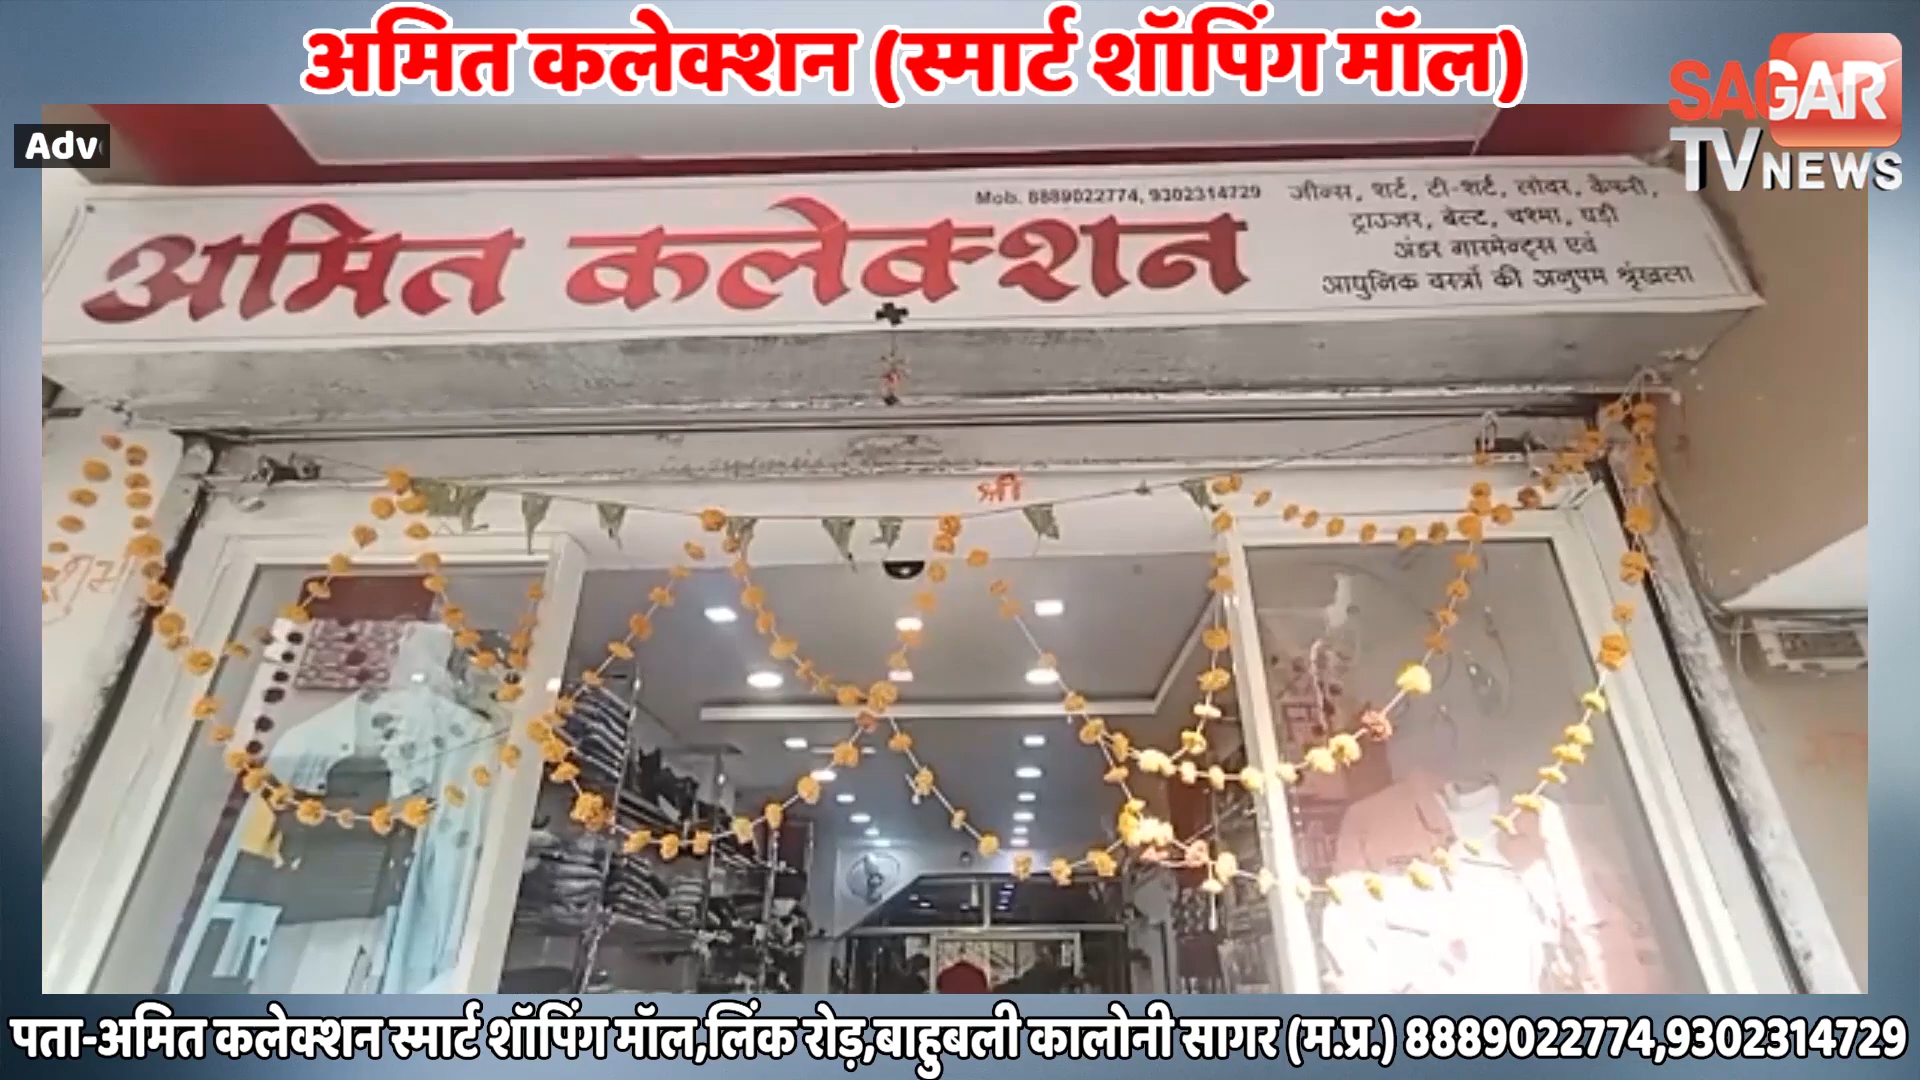 अमित कलेक्शन (स्मार्ट शॉपिंग मॉल)
SAGAR
TV NEWS
Adv
Mob. 8889022774, 9302314729
अमित कलेक्शन
जीन्स, शर्ट, टी-शर्ट, लोवर, कैफरी,
ट्राउजर, बेल्ट, चश्मा, घड़ी
अंडर गारमेन्ट्स एवं
आधुनिक वस्त्रों की अनुपम श्रृंखला
श्री
पता-अमित कलेक्शन स्मार्ट शॉपिंग मॉल,लिंक रोड़,बाहुबली कालोनी सागर (म.प्र.) 8889022774,9302314729